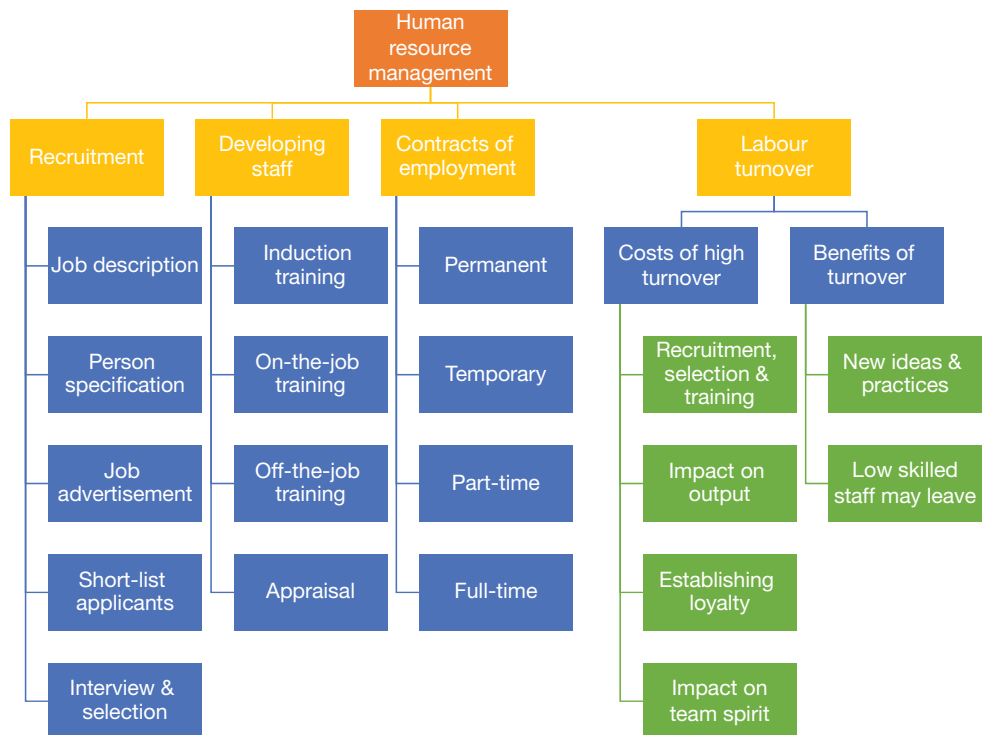 Human
resource
management
Recruitment
Developing
staff
Contracts of
employment
Labour
turnover
Job description
Person
specification
Job
advertisement
Short-list
applicants
Interview &
selection
Induction
training
On-the-job
training
Off-the-job
training
Appraisal
Permanent
Temporary
Part-time
Full-time
Costs of high
turnover
Recruitment,
selection &
training
Impact on
output
Establishing
loyalty
Impact on
team spirit
Benefits of
turnover
New ideas &
practices
Low skilled
staff may leave